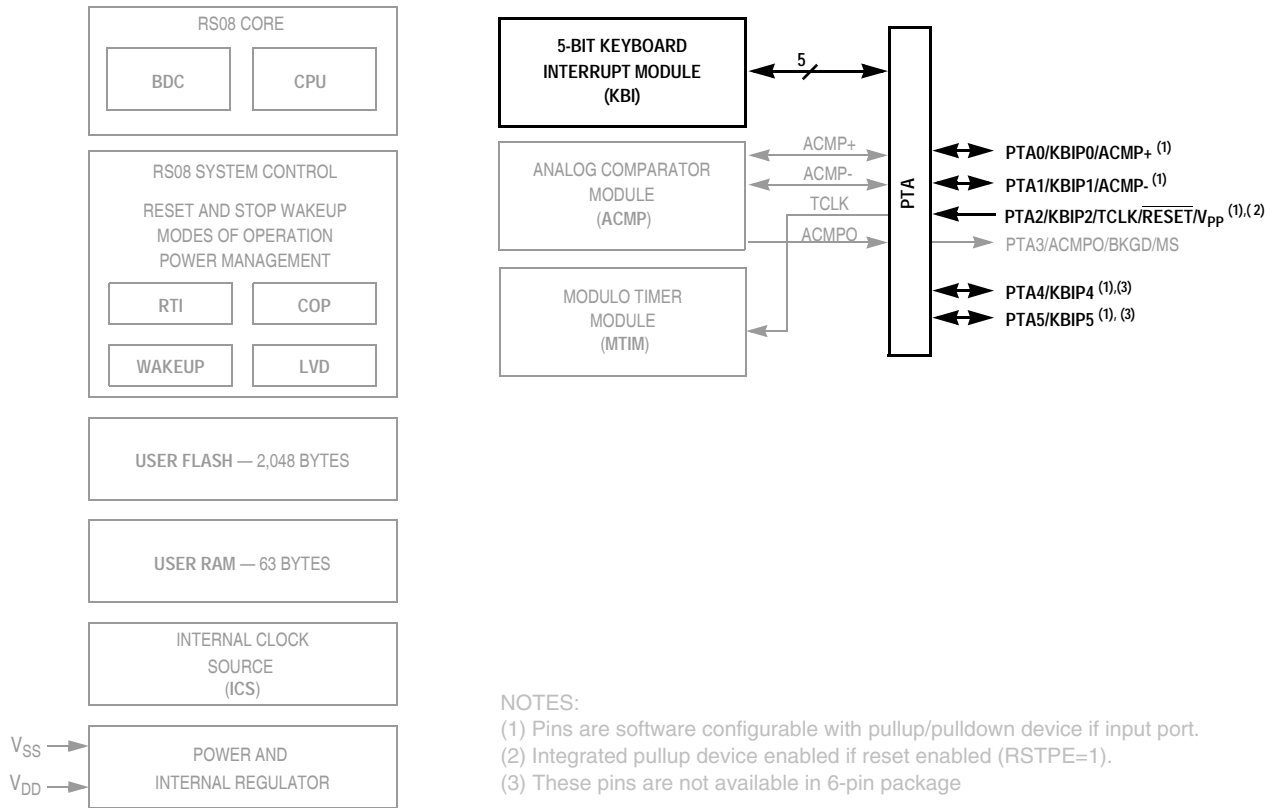 RS08 CORE
BDC
CPU
RS08 SYSTEM CONTROL
RESET AND STOP WAKEUP
MODES OF OPERATION
POWER MANAGEMENT
RTI
COP
WAKEUP
LVD
USER FLASH — 2,048 BYTES
USER RAM — 63 BYTES
INTERNAL CLOCK
SOURCE
(ICS)
VSS
VDD
POWER AND
INTERNAL REGULATOR
5-BIT KEYBOARD
INTERRUPT MODULE
(KBI)
5
ANALOG COMPARATOR
MODULE
(ACMP)
ACMP+
ACMP-
TCLK
ACMPO
MODULO TIMER
MODULE
(MTIM)
PTA
PTA0/KBIP0/ACMP+ (1)
PTA1/KBIP1/ACMP- (1)
PTA2/KBIP2/TCLK/RESET/VPP (1),( 2)
PTA3/ACMPO/BKGD/MS
PTA4/KBIP4 (1),(3)
PTA5/KBIP5 (1), (3)
NOTES:
(1) Pins are software configurable with pullup/pulldown device if input port.
(2) Integrated pullup device enabled if reset enabled (RSTPE=1).
(3) These pins are not available in 6-pin package